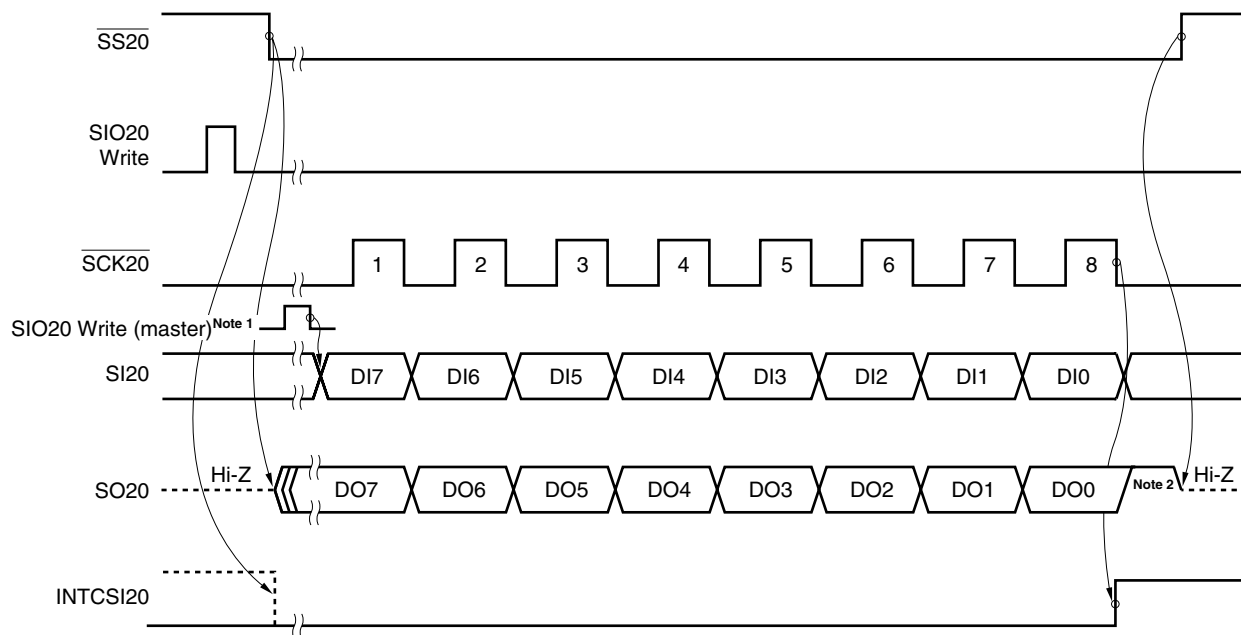 SS20
SIO20
Write
SCK20
1 2 3 4 5 6 7 8
SIO20 Write (master) Note 1
SI20 DI7 DI6 DI5 DI4 DI3 DI2 DI1 DI0
Hi-Z
SO20 DO7 DO6 DO5 DO4 DO3 DO2 DO1 DO0 Note 2 Hi-Z
INTCSI20